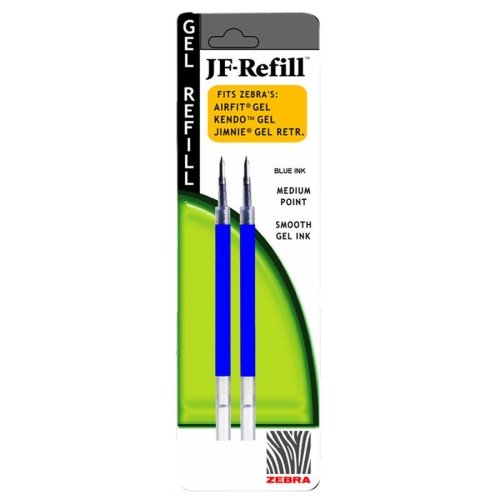 GEL REFILL
JF-Refill™
FITS ZEBRA'S:
AIRFIT® GEL
KENDO™ GEL
JIMNIE® GEL RETR.
BLUE INK
MEDIUM
POINT
SMOOTH
GEL INK
ZEBRA